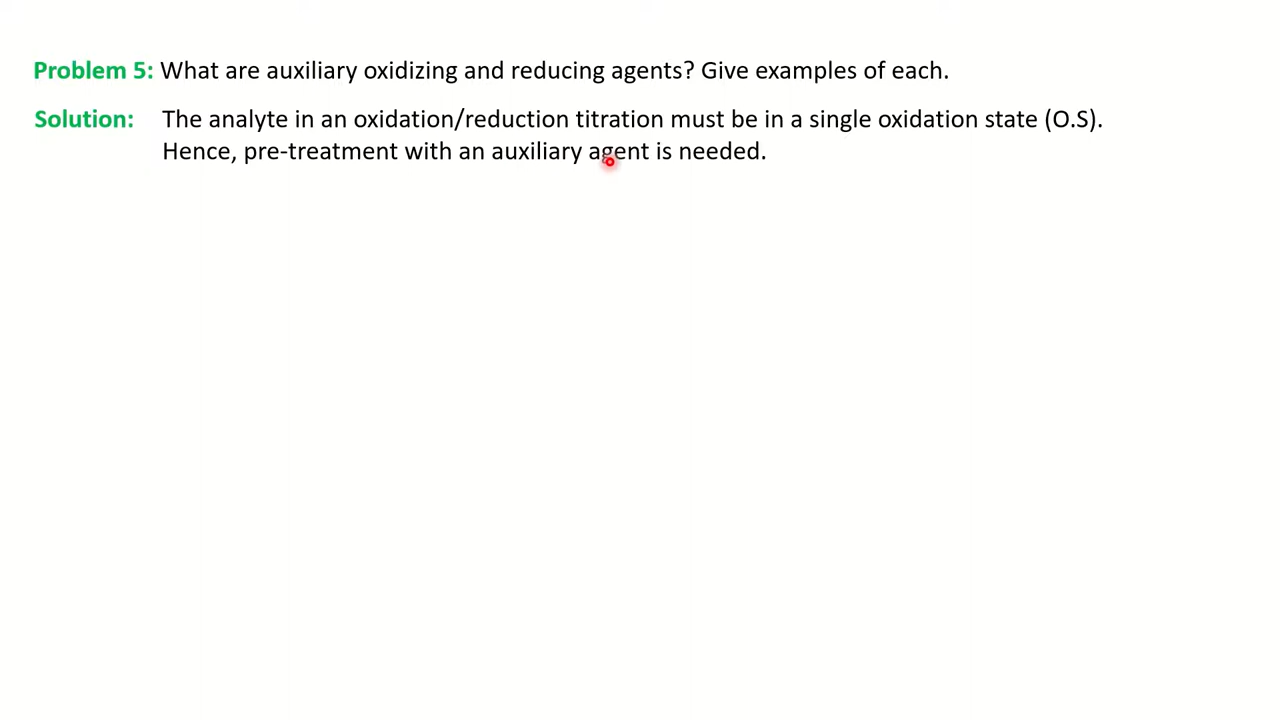 Problem 5: What are auxiliary oxidizing and reducing agents? Give examples of each.
Solution: The analyte in an oxidation/reduction titration must be in a single oxidation state (O.S).
Hence, pre-treatment with an auxiliary agent is needed.